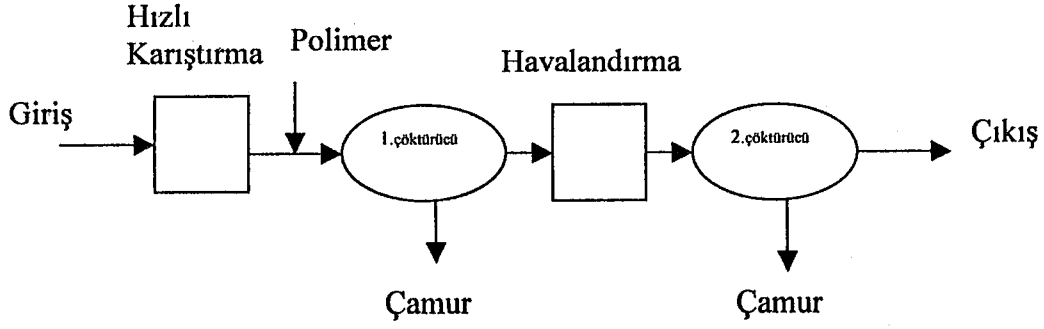 Hızlı
Karıştırma
Polimer
Havalandırma
Giriş
1.çöktürücü
2.çöktürücü
Çıkış
Çamur
Çamur